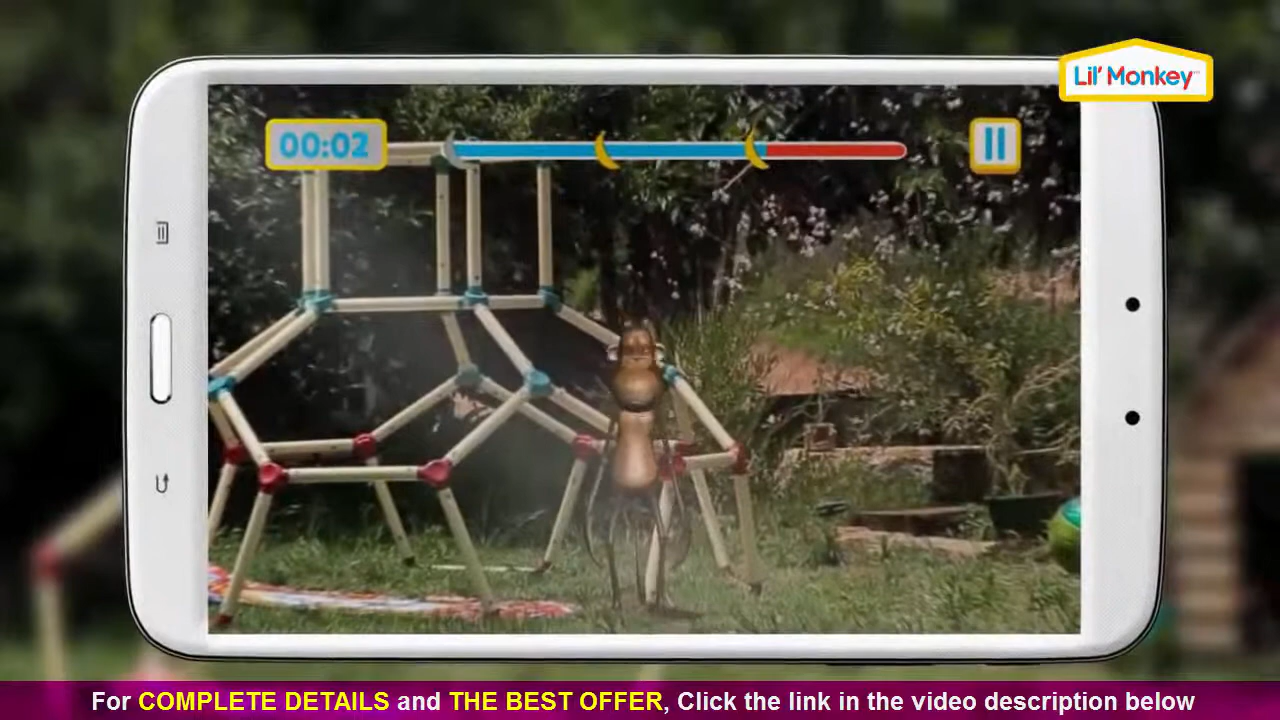 Lil' Monkey
00:02
For COMPLETE DETAILS and THE BEST OFFER, Click the link in the video description below